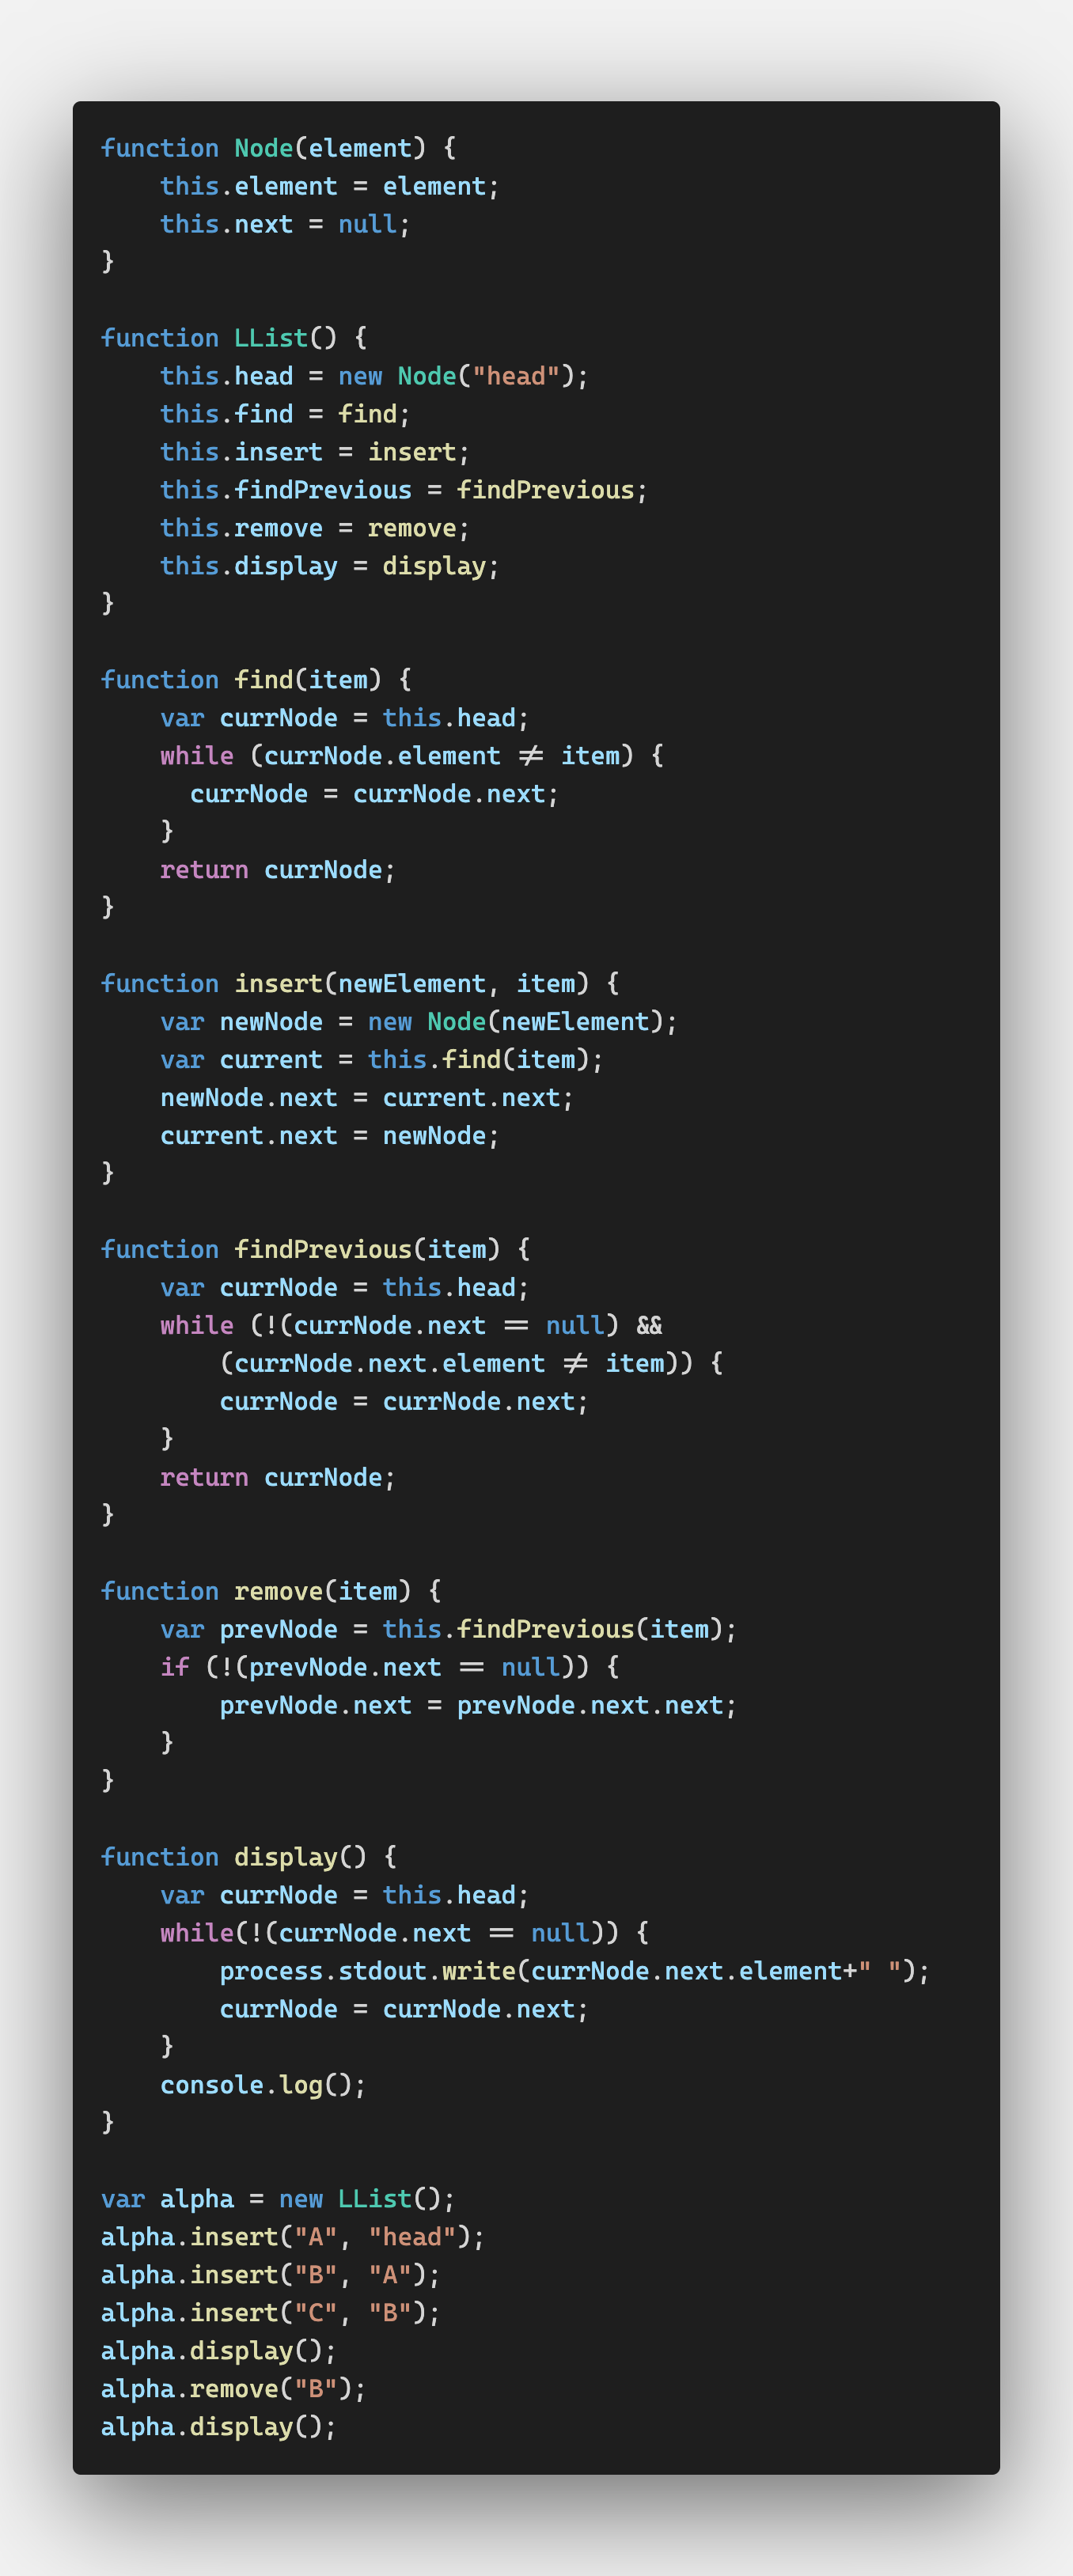 function Node(element) {
    this.element = element;
    this.next = null;
}

function LList() {
    this.head = new Node("head");
    this.find = find;
    this.insert = insert;
    this.findPrevious = findPrevious;
    this.remove = remove;
    this.display = display;
}

function find(item) {
    var currNode = this.head;
    while (currNode.element != item) {
      currNode = currNode.next;
    }
    return currNode;
}

function insert(newElement, item) {
    var newNode = new Node(newElement);
    var current = this.find(item);
    newNode.next = current.next;
    current.next = newNode;
}

function findPrevious(item) {
    var currNode = this.head;
    while (!(currNode.next == null) &&
        (currNode.next.element != item)) {
        currNode = currNode.next;
    }
    return currNode;
}

function remove(item) {
    var prevNode = this.findPrevious(item);
    if (!(prevNode.next == null)) {
        prevNode.next = prevNode.next.next;
    }
}

function display() {
    var currNode = this.head;
    while(!(currNode.next == null)) {
        process.stdout.write(currNode.next.element+" ");
        currNode = currNode.next;
    }
    console.log();
}

var alpha = new LList();
alpha.insert("A", "head");
alpha.insert("B", "A");
alpha.insert("C", "B");
alpha.display();
alpha.remove("B");
alpha.display();